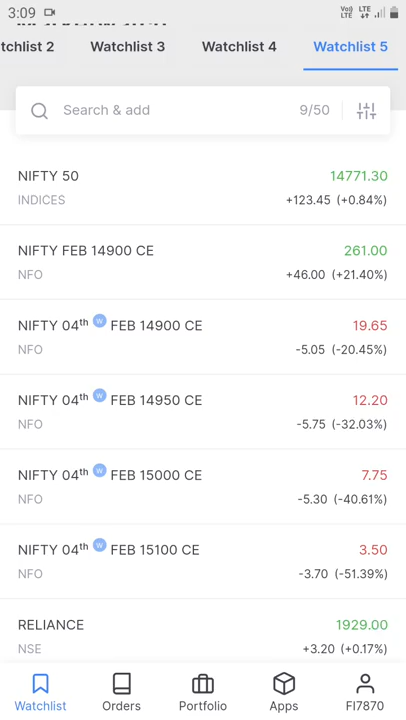 3:09
Vo)) LTE LTE
tchlist 2 Watchlist 3 Watchlist 4 Watchlist 5
Search & add 9/50
NIFTY 50 14771.30
INDICES +123.45 (+0.84%)
NIFTY FEB 14900 CE 261.00
NFO +46.00 (+21.40%)
NIFTY 04th W FEB 14900 CE 19.65
NFO -5.05 (-20.45%)
NIFTY 04th W FEB 14950 CE 12.20
NFO -5.75 (-32.03%)
NIFTY 04th W FEB 15000 CE 7.75
NFO -5.30 (-40.61%)
NIFTY 04th W FEB 15100 CE 3.50
NFO -3.70 (-51.39%)
RELIANCE 1929.00
NSE +3.20 (+0.17%)
Watchlist Orders Portfolio Apps FI7870